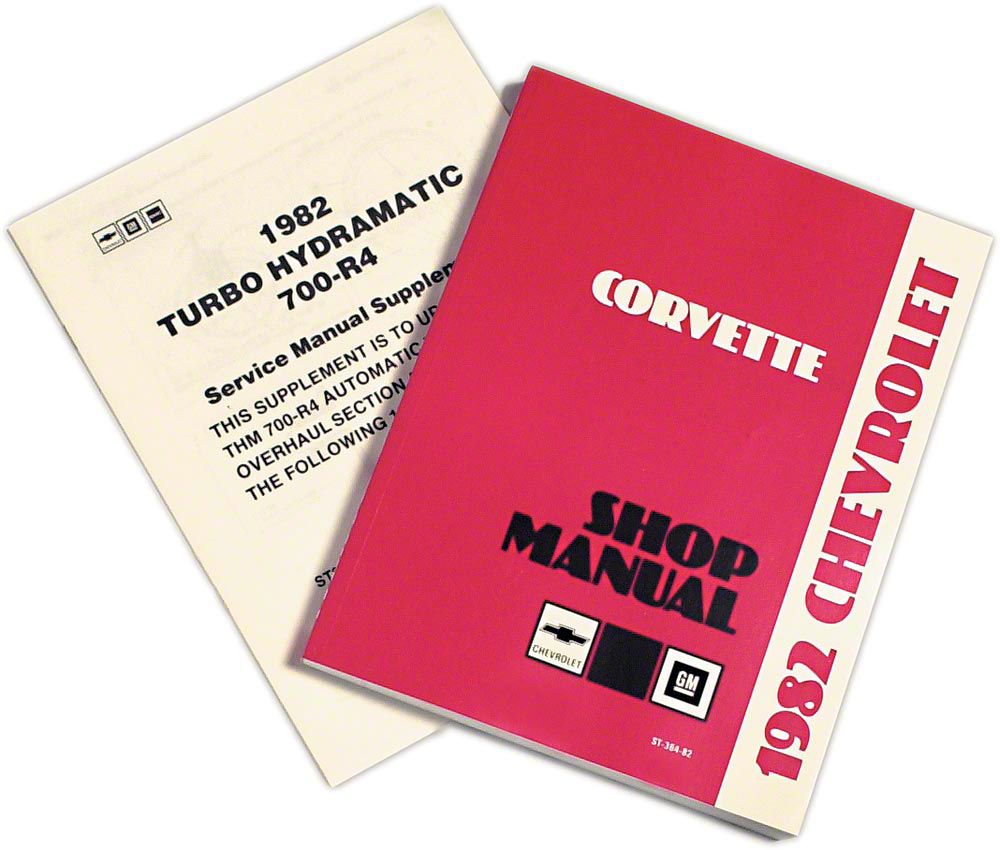 1982
TURBO HYDRAMATIC
700-R4
Service Manual
THIS SUPPLEMENT IS TO
THM 700-R4 AUTOMATIC
OVERHAUL SECTION
THE FOLLOWING
CORVETTE
SHOP
MANUAL
CHEVROLET
GM
ST-364-82
1982 CHEVROLET